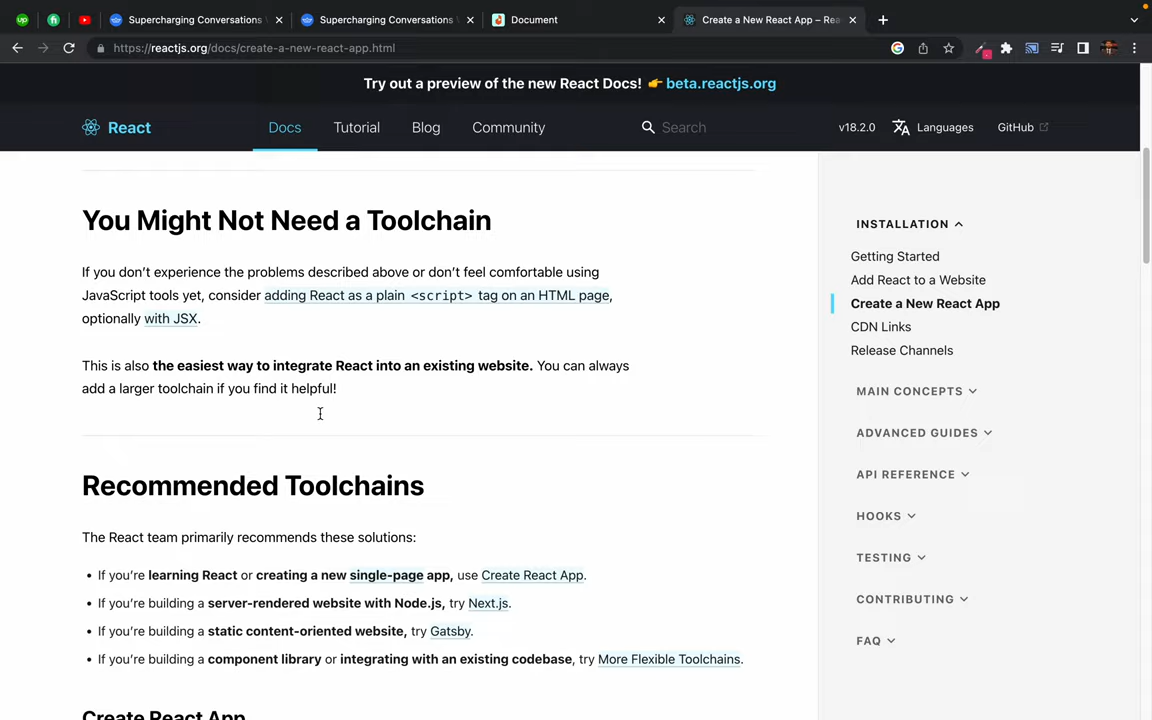 Supercharging Conversations
Supercharging Conversations
Document
Create a New React App – Rea
https://reactjs.org/docs/create-a-new-react-app.html
Try out a preview of the new React Docs! 👉 beta.reactjs.org
React
Docs
Tutorial
Blog
Community
Search
v18.2.0
Languages
GitHub
You Might Not Need a Toolchain
If you don’t experience the problems described above or don’t feel comfortable using
JavaScript tools yet, consider adding React as a plain <script> tag on an HTML page,
optionally with JSX.
This is also the easiest way to integrate React into an existing website. You can always
add a larger toolchain if you find it helpful!
Recommended Toolchains
The React team primarily recommends these solutions:
• If you’re learning React or creating a new single-page app, use Create React App.
• If you’re building a server-rendered website with Node.js, try Next.js.
• If you’re building a static content-oriented website, try Gatsby.
• If you’re building a component library or integrating with an existing codebase, try More Flexible Toolchains.
Create React App
INSTALLATION
Getting Started
Add React to a Website
Create a New React App
CDN Links
Release Channels
MAIN CONCEPTS
ADVANCED GUIDES
API REFERENCE
HOOKS
TESTING
CONTRIBUTING
FAQ